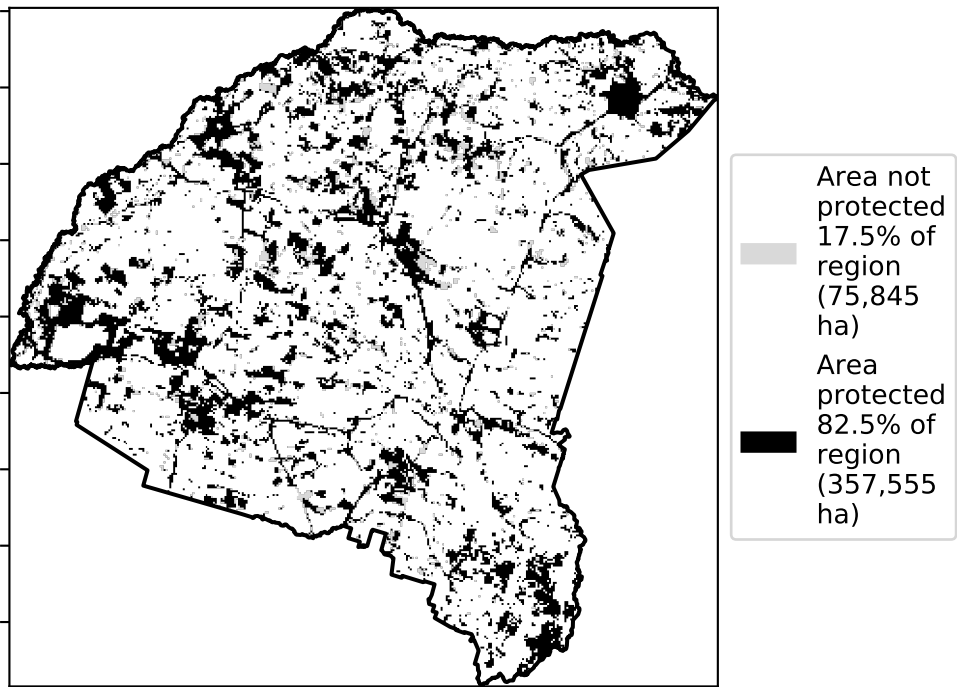 Area not
protected
17.5% of
region
(75,845
ha)
Area
protected
82.5% of
region
(357,555
ha)